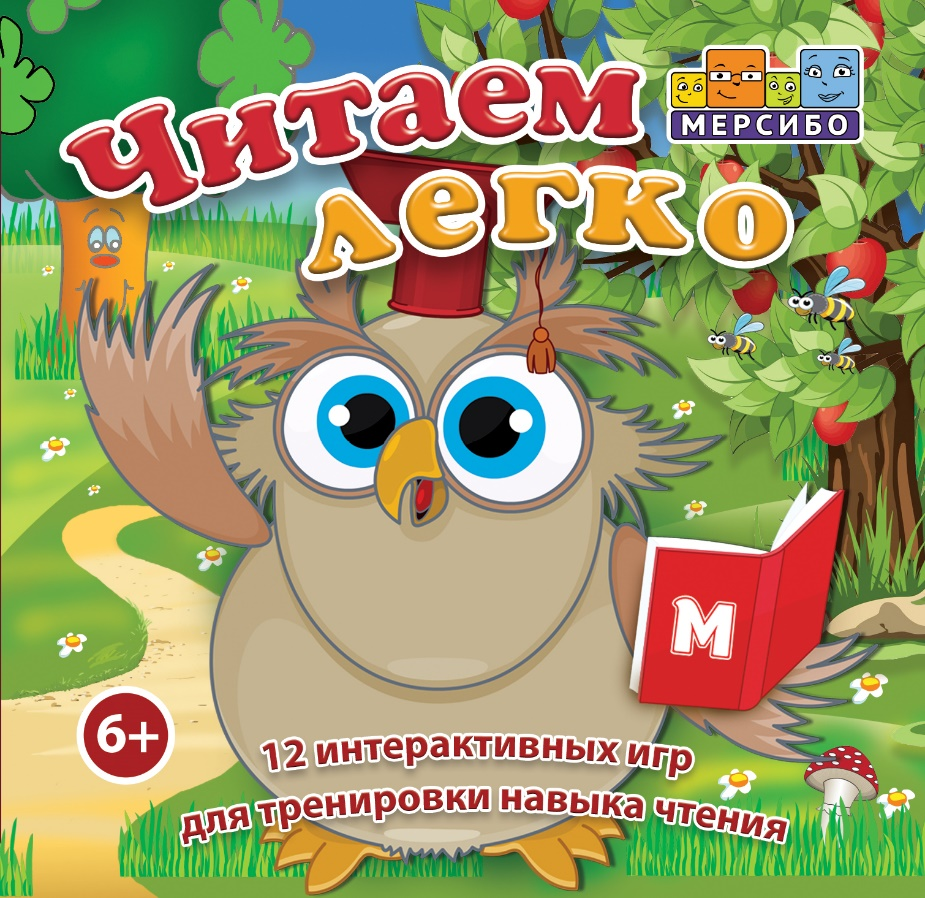 Читаем
легко
МЕРСИБО
М
6+
12 интерактивных игр
для тренировки навыка чтения